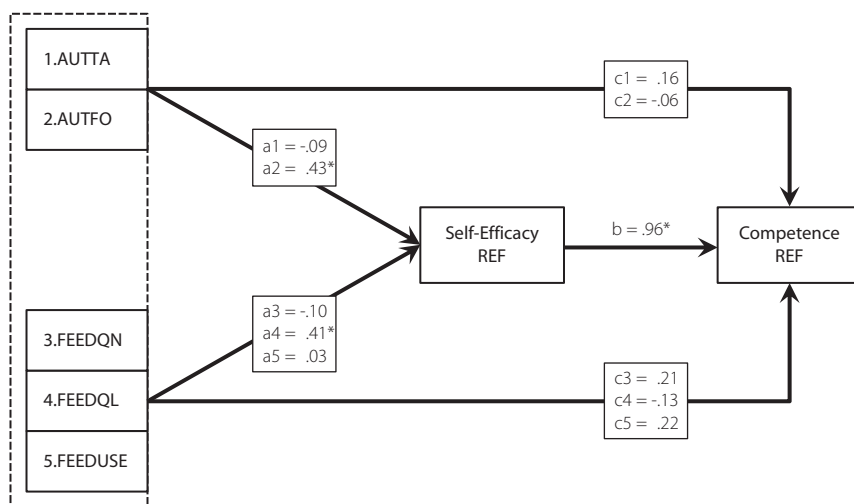 1.AUTTA
2.AUTFO
c1 = .16
c2 = -.06
a1 = -.09
a2 = .43*
Self-Efficacy
REF
b = .96*
Competence
REF
a3 = -.10
a4 = .41*
a5 = .03
3.FEEDQN
4.FEEDQL
5.FEEDUSE
c3 = .21
c4 = -.13
c5 = .22